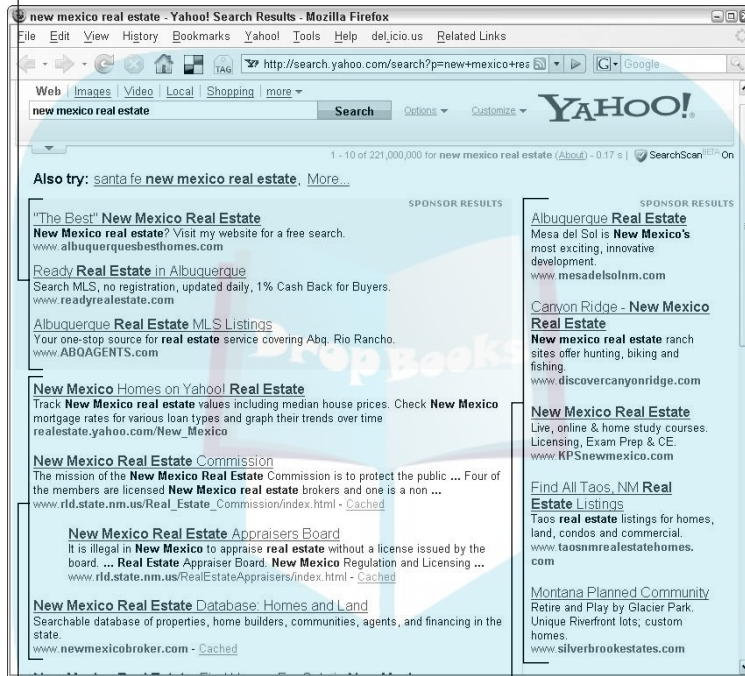 new mexico real estate - Yahoo! Search Results - Mozilla Firefox
File Edit View History Bookmarks Yahoo! Tools Help del.icio.us Related Links
TAG http://search.yahoo.com/search?p=new+mexico+rea G Google
Web | Images | Video | Local | Shopping | more
new mexico real estate Search Options Customize YAHOO!
1 - 10 of 221,000,000 for new mexico real estate (About) - 0.17 s | SearchScan BETA On
Also try: santa fe new mexico real estate, More...
SPONSOR RESULTS
"The Best" New Mexico Real Estate
New Mexico real estate? Visit my website for a free search.
www.albuquerquesbesthomes.com
Ready Real Estate in Albuquerque
Search MLS, no registration, updated daily, 1% Cash Back for Buyers.
www.readyrealestate.com
Albuquerque Real Estate MLS Listings
Your one-stop source for real estate service covering Abq. Rio Rancho.
www.ABQAGENTS.com
New Mexico Homes on Yahoo! Real Estate
Track New Mexico real estate values including median house prices. Check New Mexico
mortgage rates for various loan types and graph their trends over time
realestate.yahoo.com/New_Mexico
New Mexico Real Estate Commission
The mission of the New Mexico Real Estate Commission is to protect the public ... Four of
the members are licensed New Mexico real estate brokers and one is a non ...
www.rld.state.nm.us/Real_Estate_Commission/index.html - Cached
New Mexico Real Estate Appraisers Board
It is illegal in New Mexico to appraise real estate without a license issued by the
board. ... Real Estate Appraiser Board. New Mexico Regulation and Licensing ...
www.rld.state.nm.us/RealEstateAppraisers/index.html - Cached
New Mexico Real Estate Database: Homes and Land
Searchable database of properties, home builders, communities, agents, and financing in the
state.
www.newmexicobroker.com - Cached
SPONSOR RESULTS
Albuquerque Real Estate
Mesa del Sol is New Mexico's
most exciting, innovative
development.
www.mesadelsolnm.com
Canyon Ridge - New Mexico
Real Estate
New mexico real estate ranch
sites offer hunting, biking and
fishing.
www.discovercanyonridge.com
New Mexico Real Estate
Live, online & home study courses.
Licensing, Exam Prep & CE.
www.KPSnewmexico.com
Find All Taos, NM Real
Estate Listings
Taos real estate listings for homes,
land, condos and commercial.
www.taosnmrealestatehomes.
com
Montana Planned Community
Retire and Play by Glacier Park.
Unique Riverfront lots; custom
homes.
www.silverbrookestates.com
DropBooks